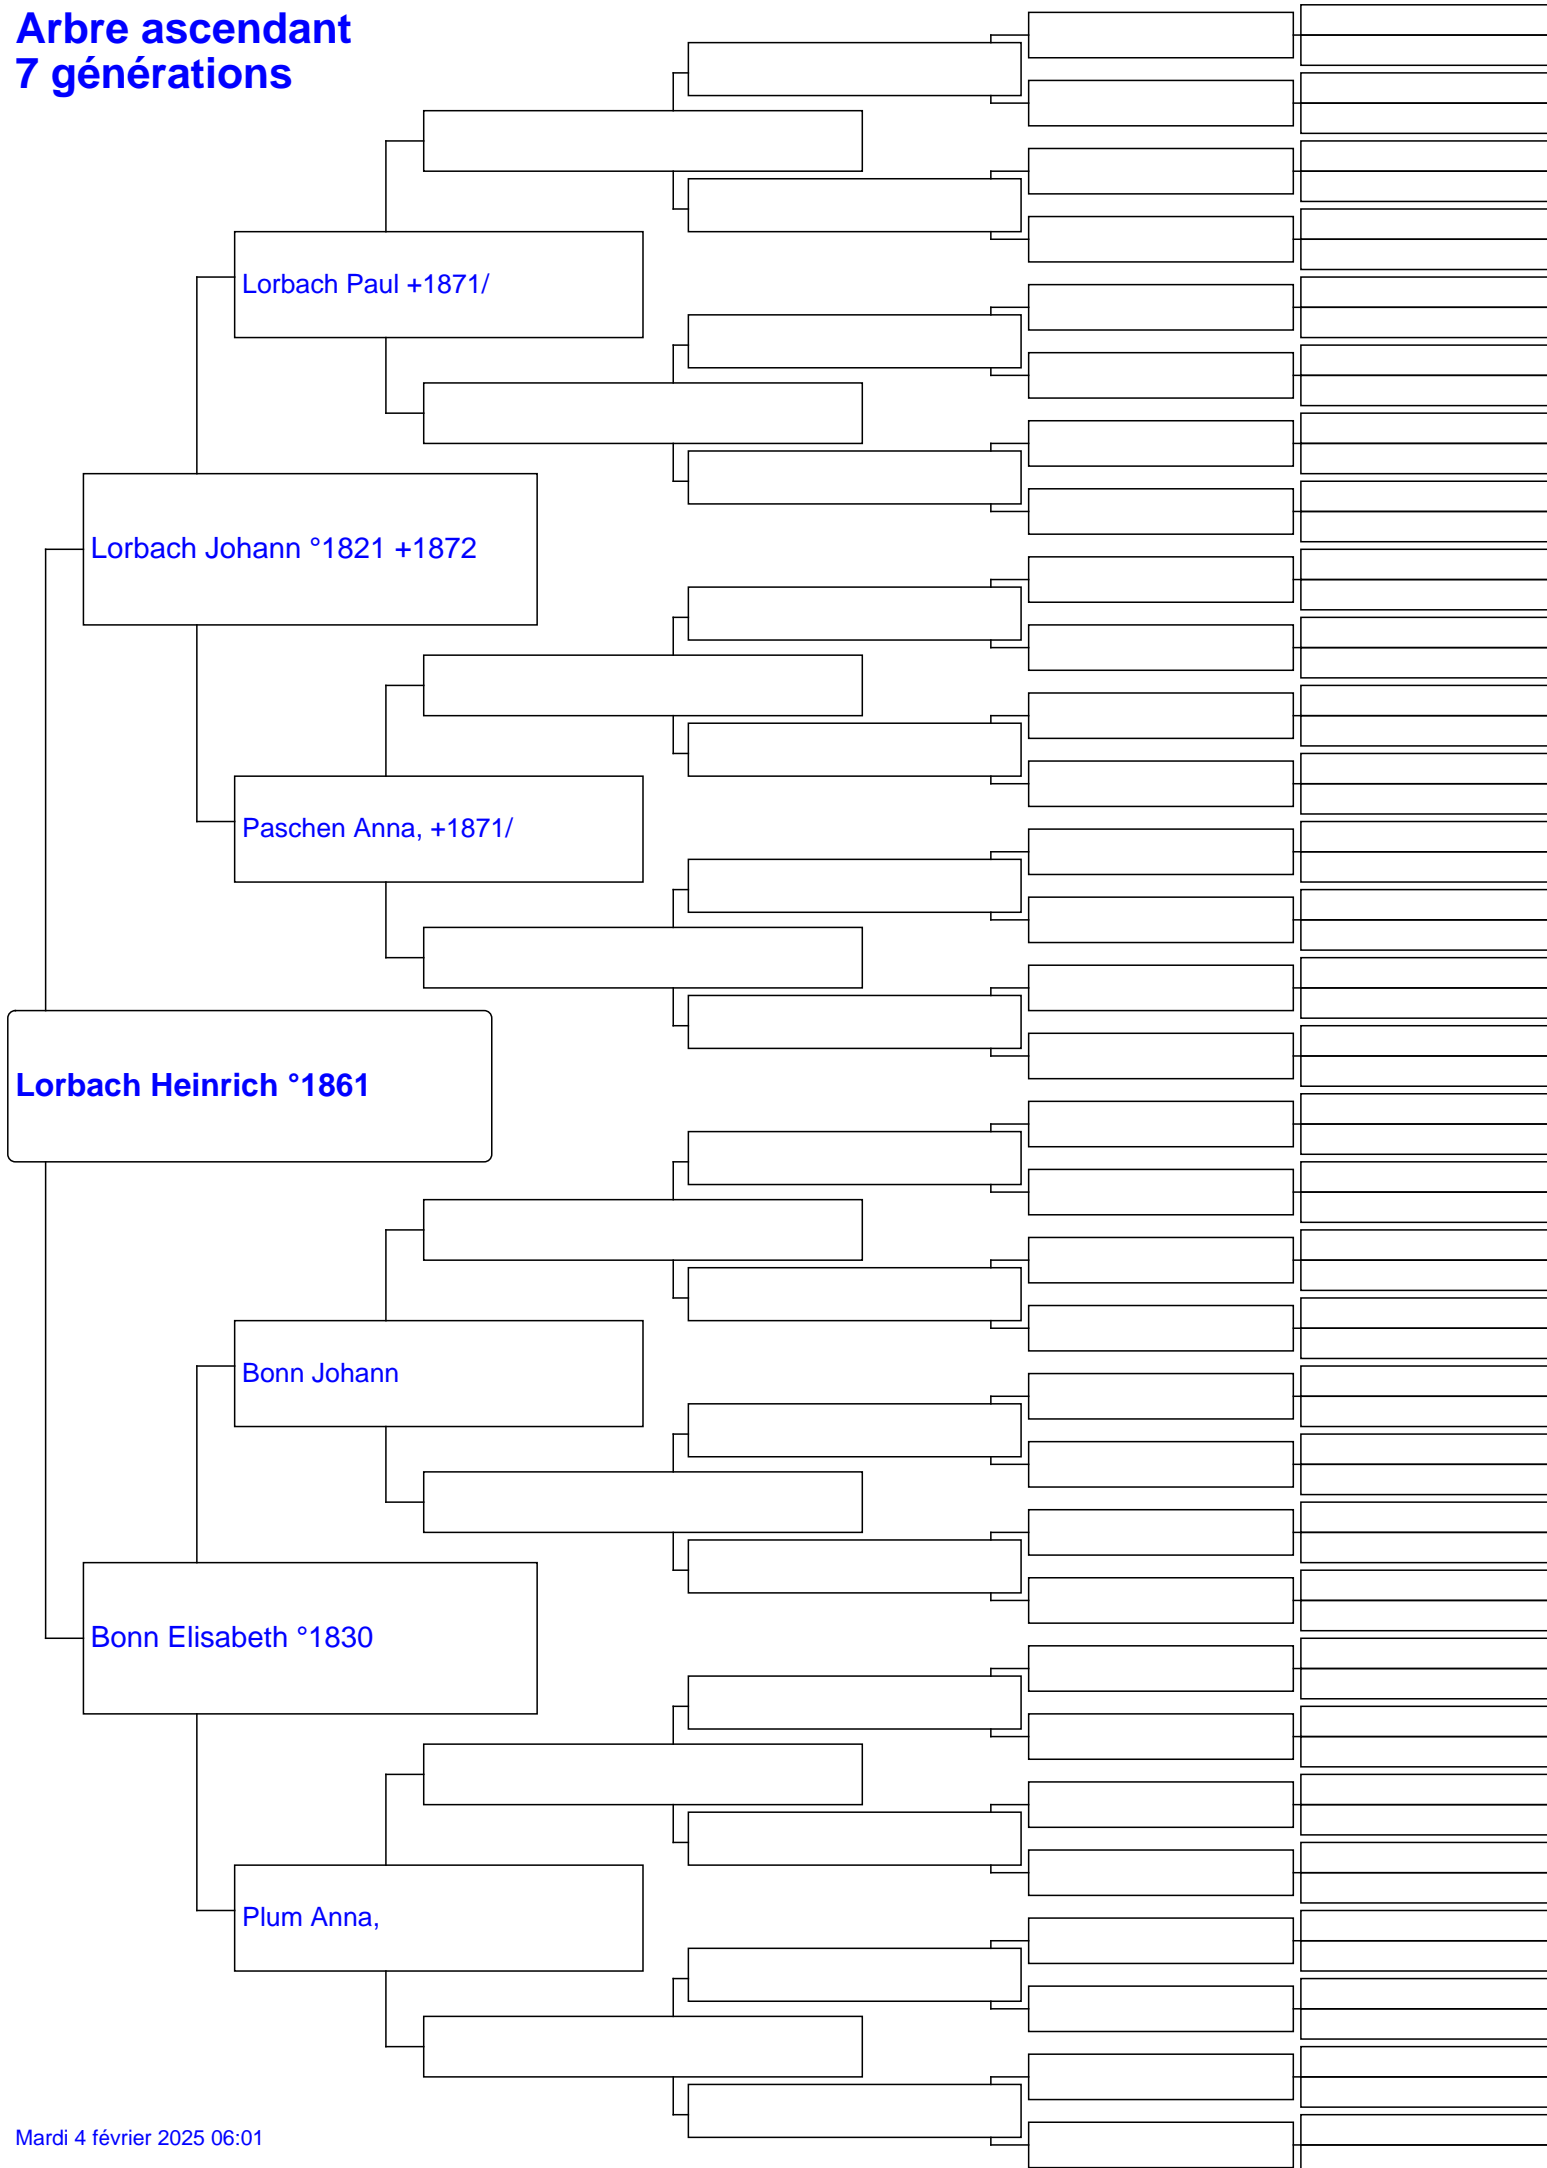 Arbre ascendant
7 générations
Lorbach Paul +1871/
Lorbach Johann °1821 +1872
Paschen Anna, +1871/
Lorbach Heinrich °1861
Bonn Johann
Bonn Elisabeth °1830
Plum Anna,
Mardi 4 février 2025 06:01